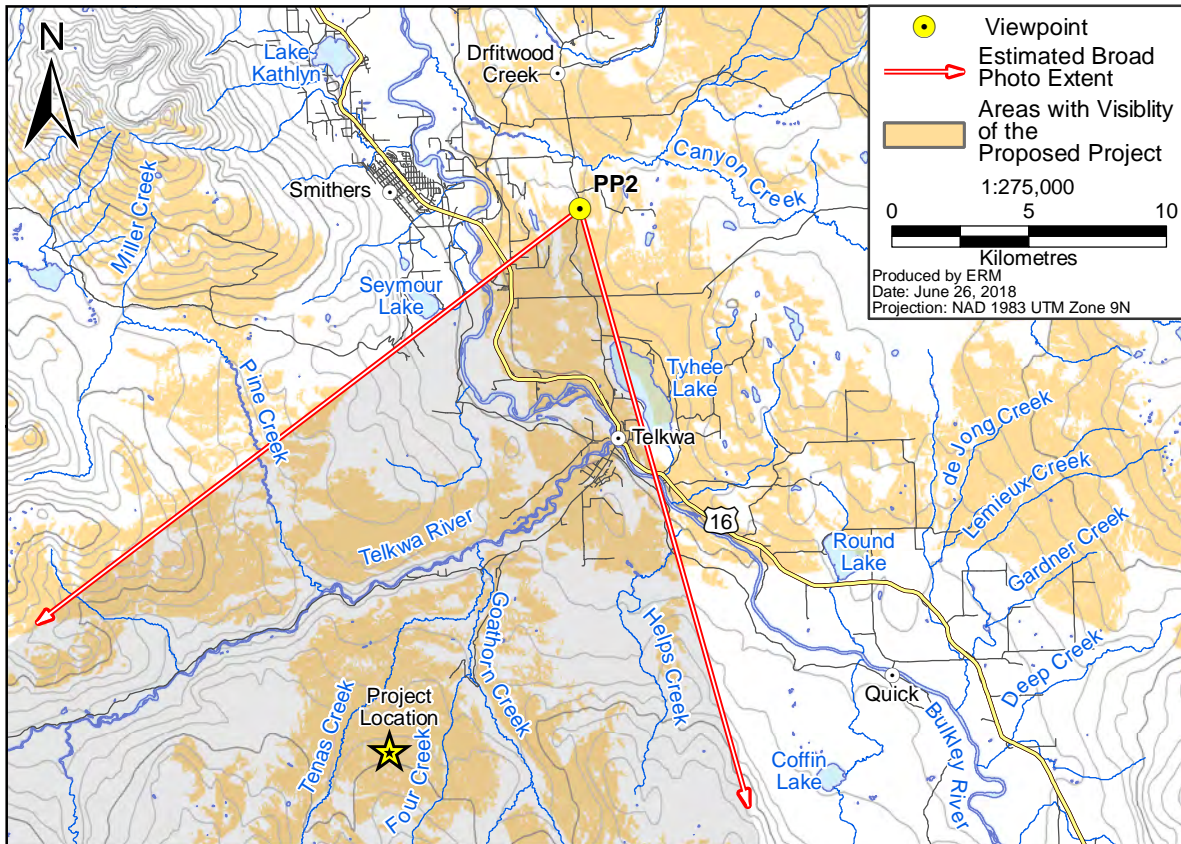 N
Lake
Kathlyn
Drfitwood
Creek
Canyon Creek
Miller Creek
Smithers
PP2
Seymour
Lake
Pine Creek
Tyhee
Lake
Telkwa
16
de Jong Creek
Lemieux Creek
Gardner Creek
Round
Lake
Telkwa River
Goathorn Creek
Helps Creek
Deep Creek
Quick
Bulkley River
Project
Location
Tenas Creek
Four Creek
Coffin
Lake
Viewpoint
Estimated Broad
Photo Extent
Areas with Visiblity
of the
Proposed Project
1:275,000
0 5 10
Kilometres
Produced by ERM
Date: June 26, 2018
Projection: NAD 1983 UTM Zone 9N